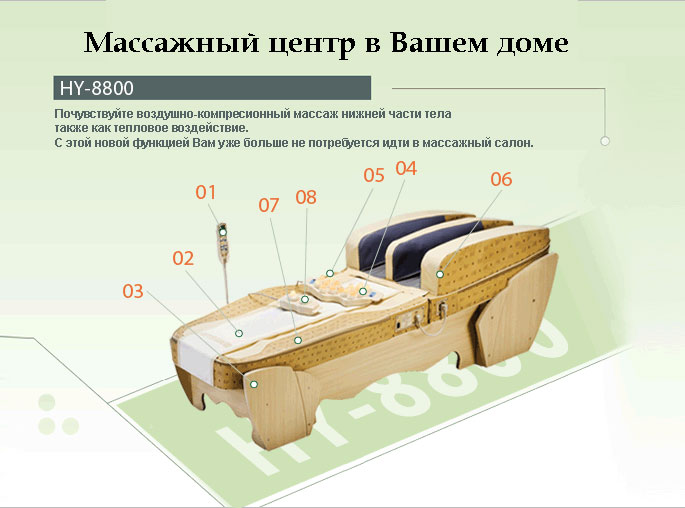 Массажный центр в Вашем доме
HY-8800
Почувствуйте воздушно-компресионный массаж нижней части тела
также как тепловое воздействие.
С этой новой функцией Вам уже больше не потребуется идти в массажный салон.
05 04
06
01
07 08
02
03
HY-8800